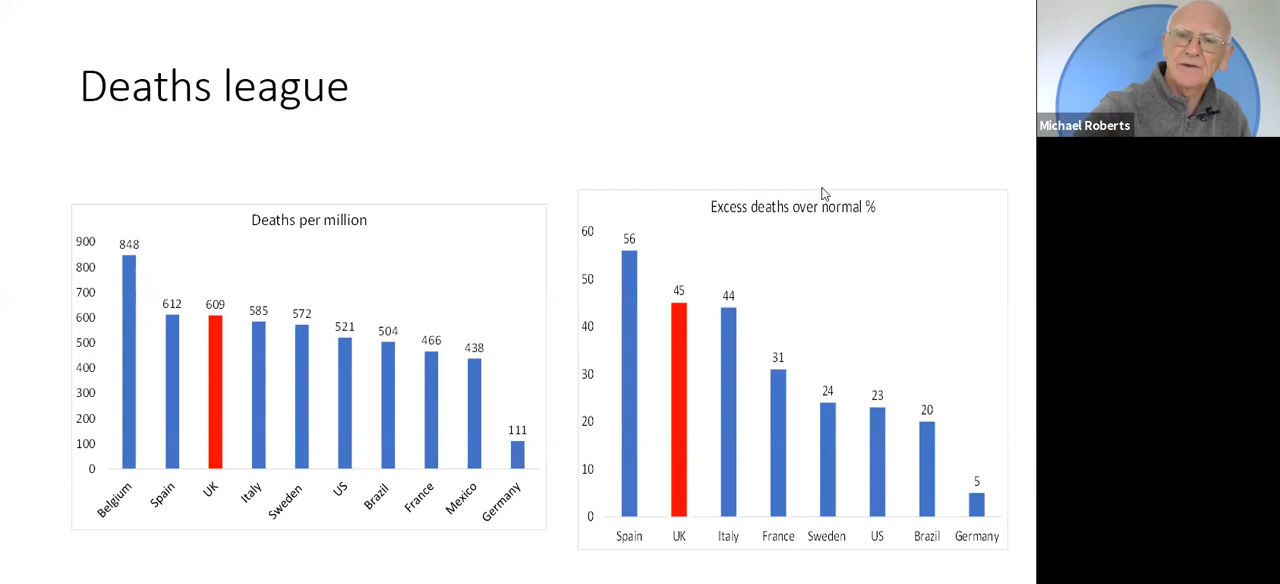 Deaths league
Michael Roberts
Deaths per million
900
800
700
600
500
400
300
200
100
0
848
612
609
585
572
521
504
466
438
111
Belgium
Spain
UK
Italy
Sweden
US
Brazil
France
Mexico
Germany
Excess deaths over normal %
60
50
40
30
20
10
0
56
45
44
31
24
23
20
5
Spain
UK
Italy
France
Sweden
US
Brazil
Germany